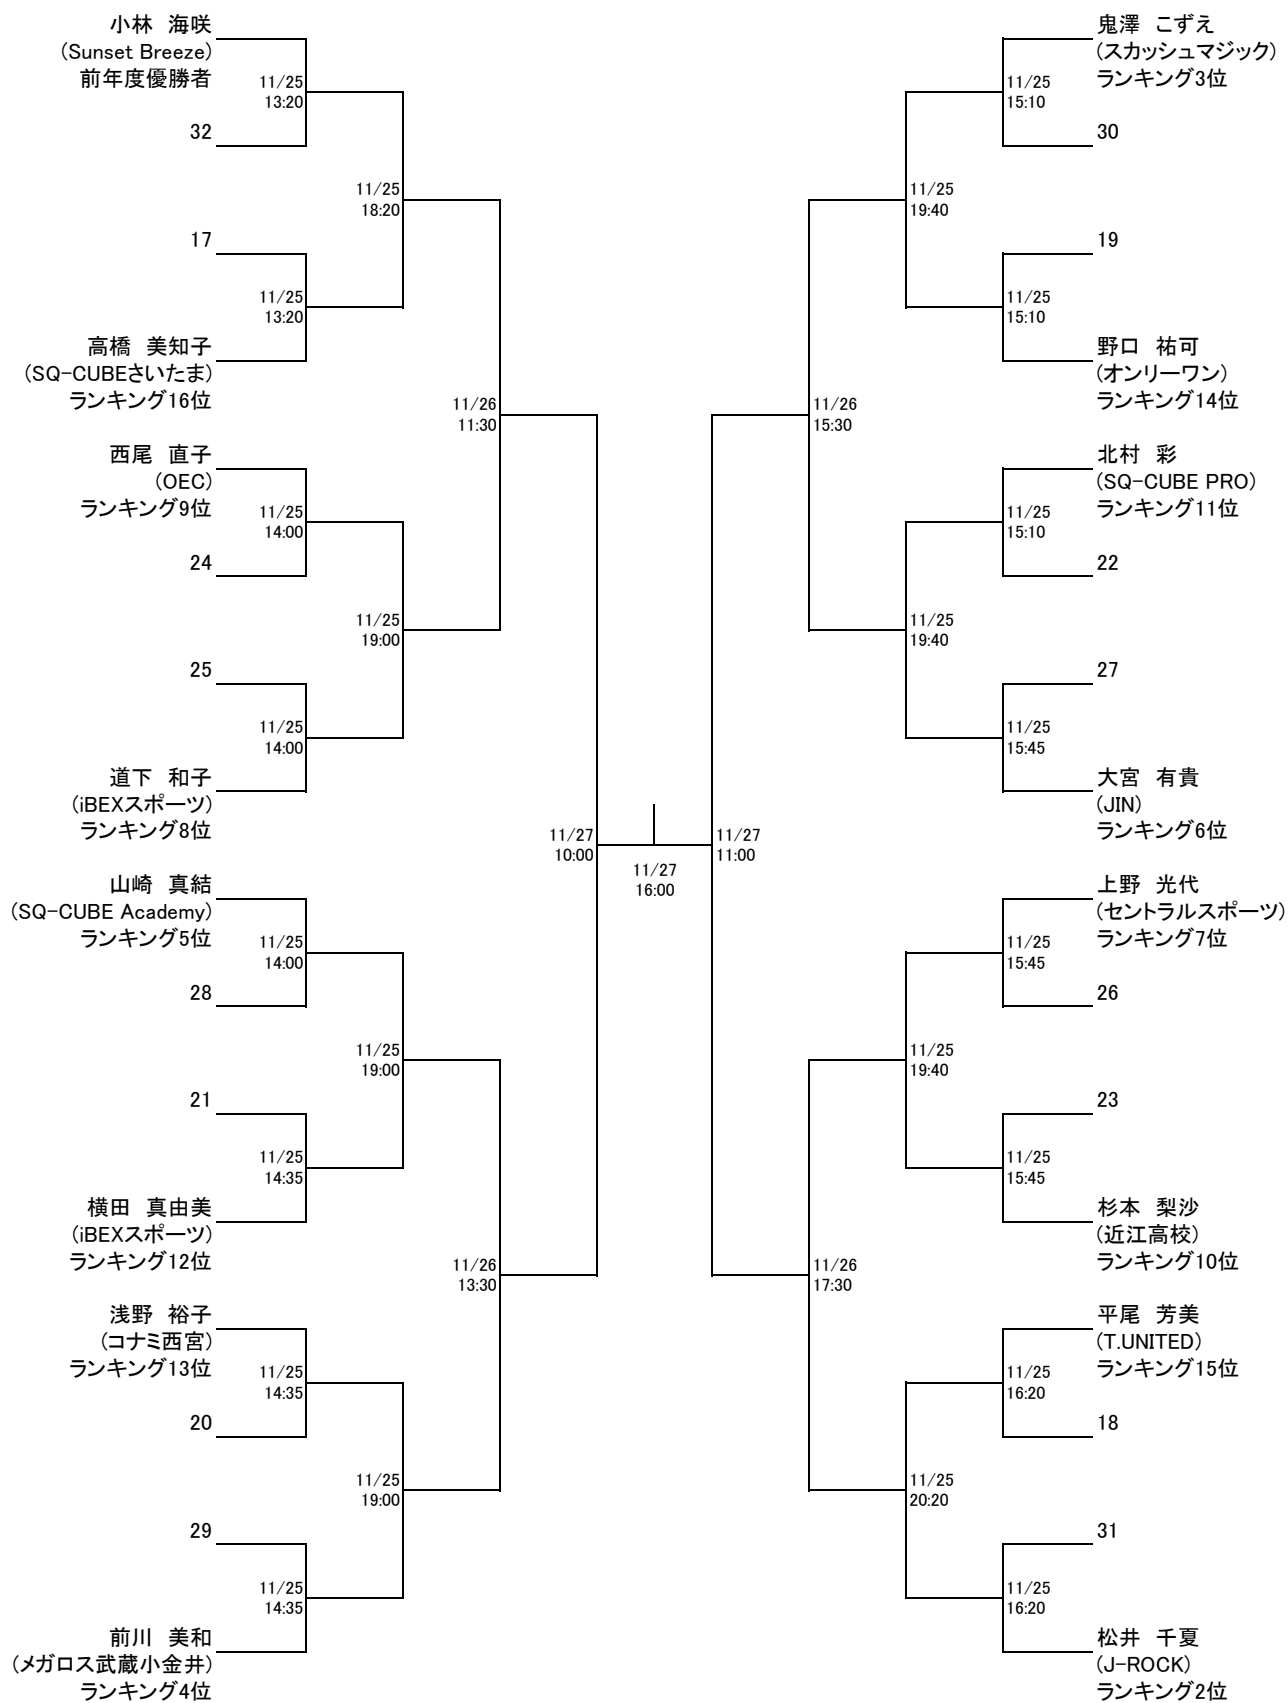 小林　海咲
(Sunset Breeze)
前年度優勝者
11/25
13:20
32
11/25
18:20
17
11/25
13:20
高橋　美知子
(SQ-CUBEさいたま)
ランキング16位
11/26
11:30
西尾　直子
(OEC)
ランキング9位
11/25
14:00
24
11/25
19:00
25
11/25
14:00
道下　和子
(iBEXスポーツ)
ランキング8位
11/27
10:00
山崎　真結
(SQ-CUBE Academy)
ランキング5位
11/25
14:00
28
11/25
19:00
21
11/25
14:35
横田　真由美
(iBEXスポーツ)
ランキング12位
11/26
13:30
浅野　裕子
(コナミ西宮)
ランキング13位
11/25
14:35
20
11/25
19:00
29
11/25
14:35
前川　美和
(メガロス武蔵小金井)
ランキング4位
11/27
16:00
鬼澤　こずえ
(スカッシュマジック)
ランキング3位
11/25
15:10
30
11/25
19:40
19
11/25
15:10
野口　祐可
(オンリーワン)
ランキング14位
11/26
15:30
北村　彩
(SQ-CUBE PRO)
ランキング11位
11/25
15:10
22
11/25
19:40
27
11/25
15:45
大宮　有貴
(JIN)
ランキング6位
11/27
11:00
上野　光代
(セントラルスポーツ)
ランキング7位
11/25
15:45
26
11/25
19:40
23
11/25
15:45
杉本　梨沙
(近江高校)
ランキング10位
11/26
17:30
平尾　芳美
(T.UNITED)
ランキング15位
11/25
16:20
18
11/25
20:20
31
11/25
16:20
松井　千夏
(J-ROCK)
ランキング2位